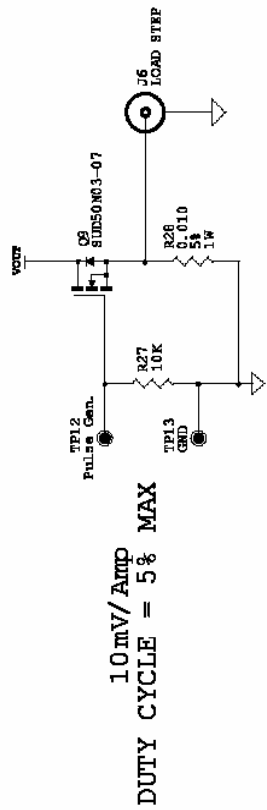 VOUT
Q9
SUD50N03-07
J6
LOAD STEP
TP12
Pulse Gen.
R27
10K
R28
0.010
5%
1W
TP13
GND
10mV/Amp
DUTY CYCLE = 5% MAX